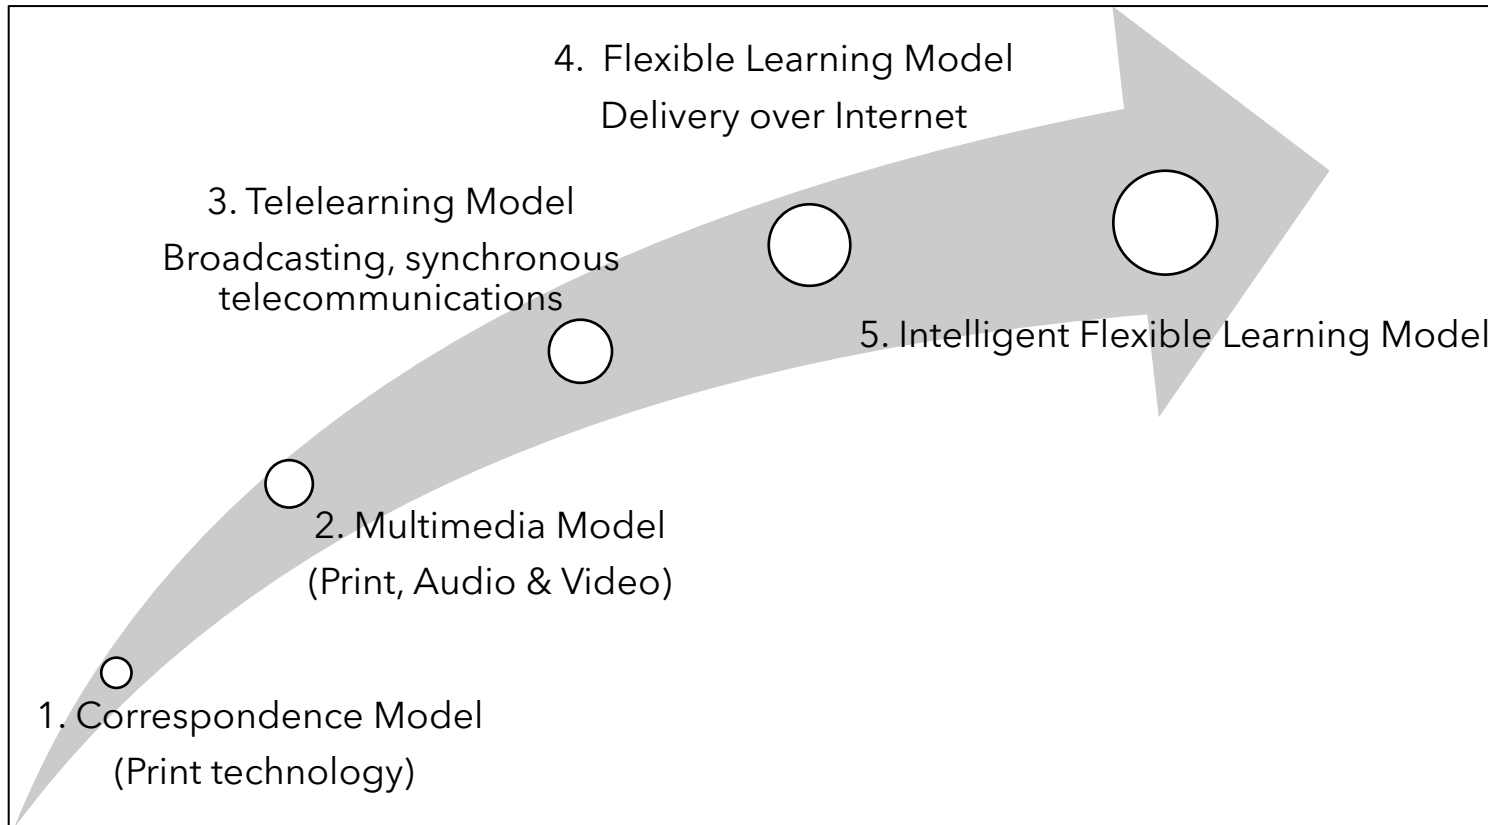 4. Flexible Learning Model
Delivery over Internet
3. Telelearning Model
Broadcasting, synchronous
telecommunications
5. Intelligent Flexible Learning Model
2. Multimedia Model
(Print, Audio & Video)
1. Correspondence Model
(Print technology)